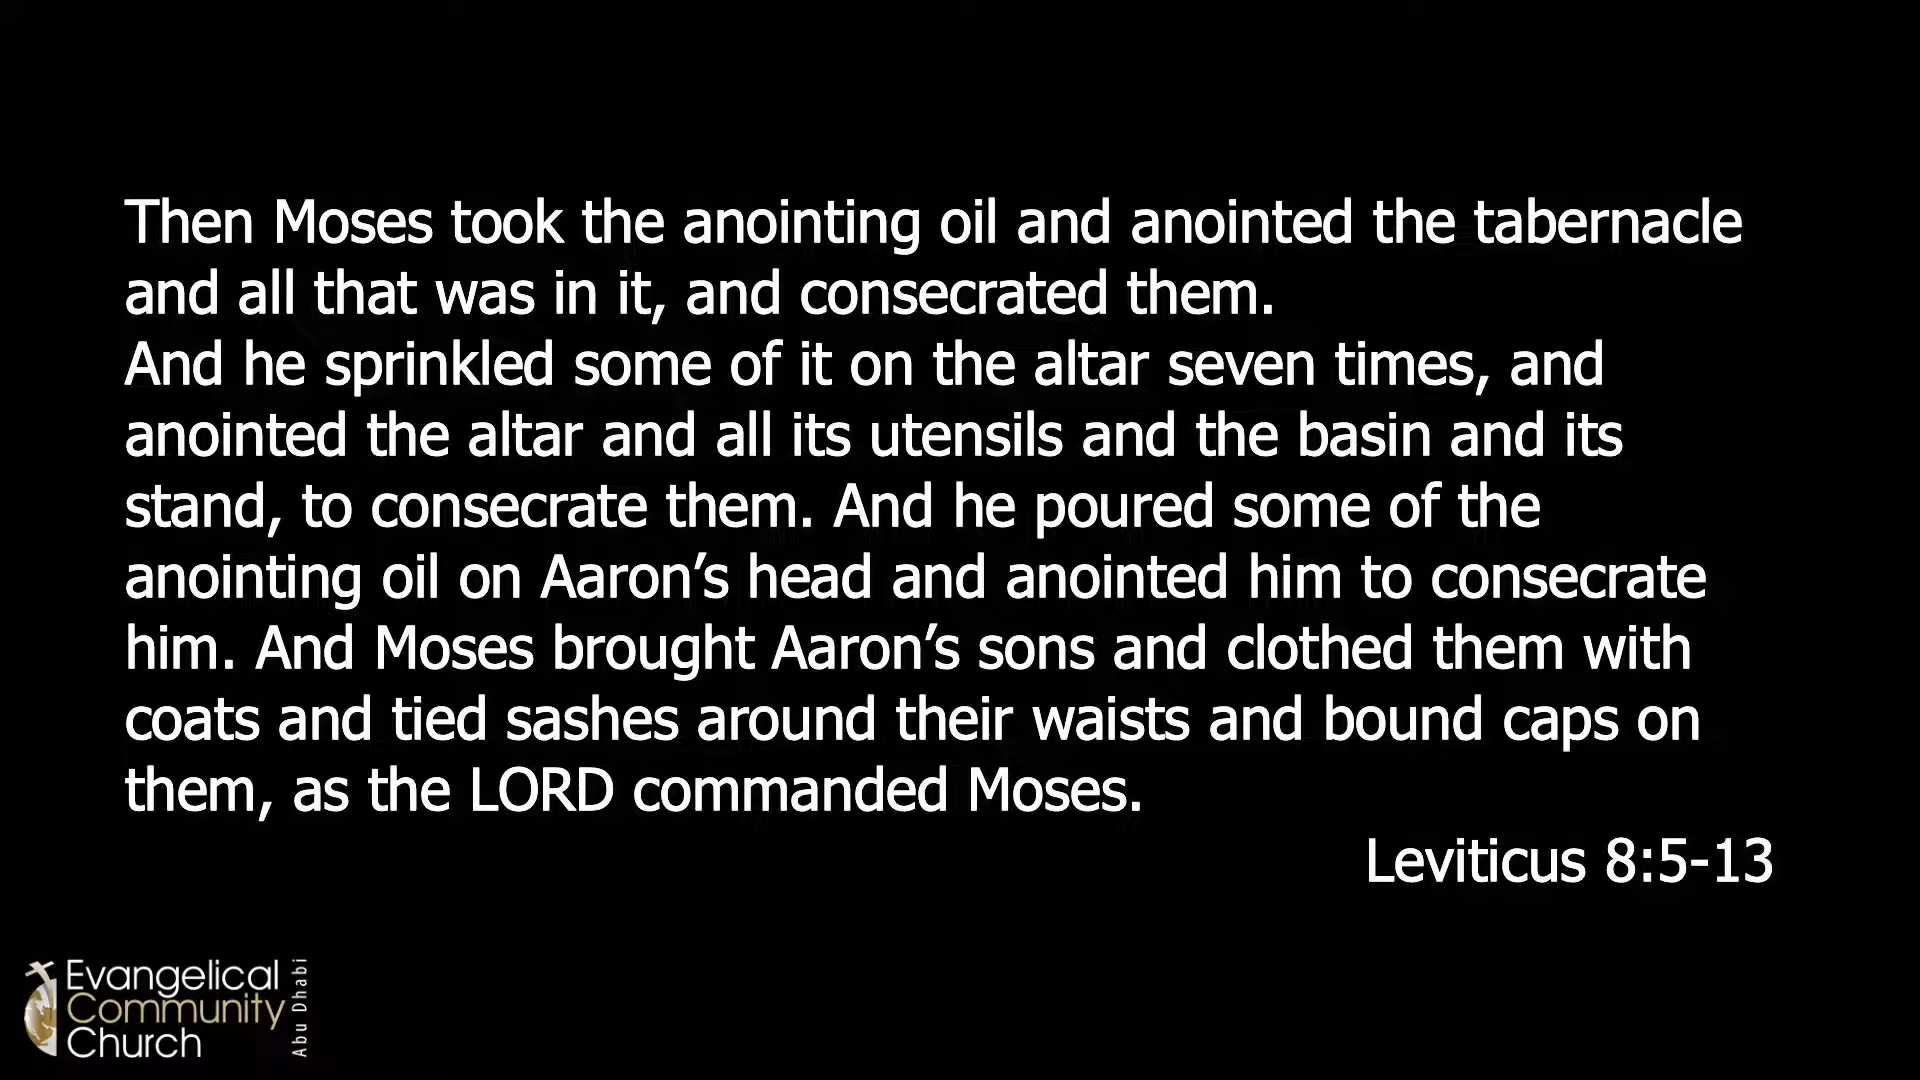 Then Moses took the anointing oil and anointed the tabernacle
and all that was in it, and consecrated them.
And he sprinkled some of it on the altar seven times, and
anointed the altar and all its utensils and the basin and its
stand, to consecrate them. And he poured some of the
anointing oil on Aaron’s head and anointed him to consecrate
him. And Moses brought Aaron’s sons and clothed them with
coats and tied sashes around their waists and bound caps on
them, as the LORD commanded Moses.
Leviticus 8:5-13
Evangelical
Community
Church
Abu Dhabi